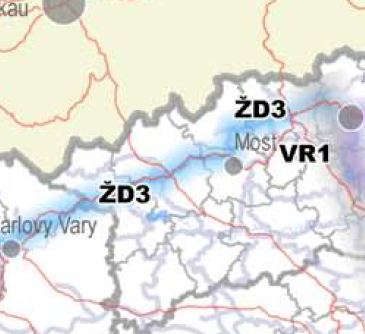 kau
ŽD3
Most
VR1
ŽD3
arlovy Vary